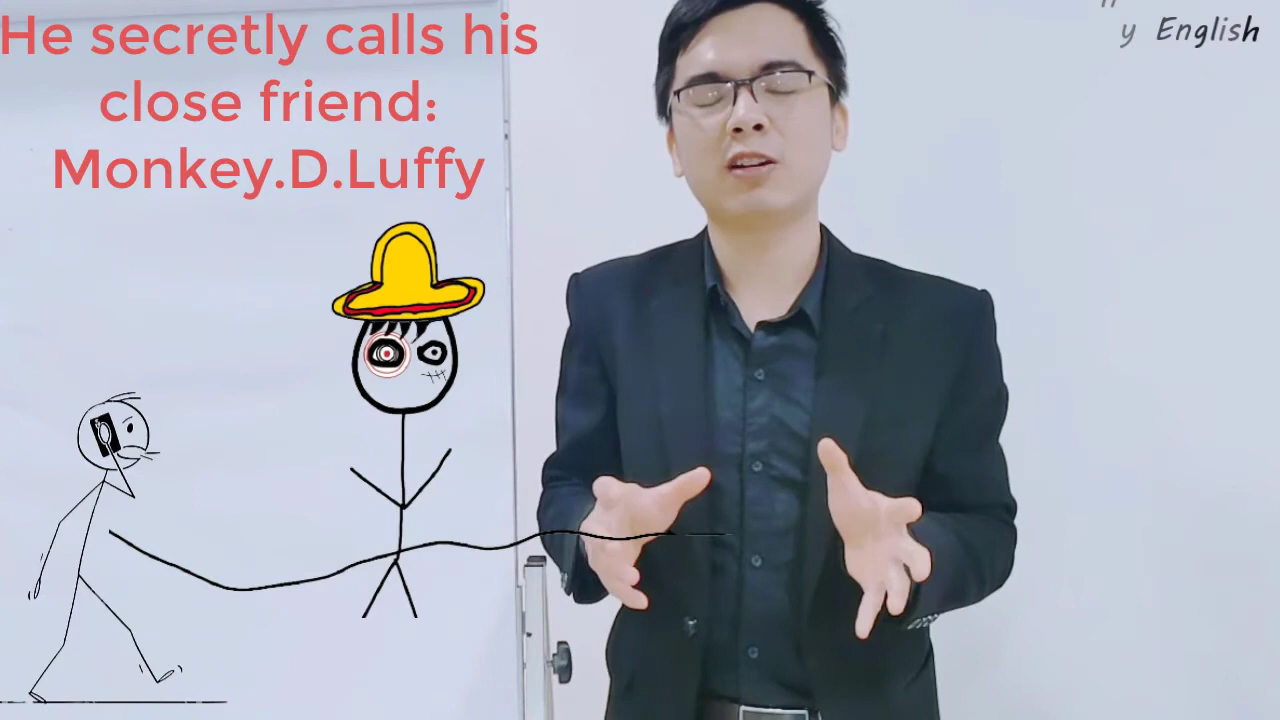 He secretly calls his
close friend:
Monkey.D.Luffy
y English